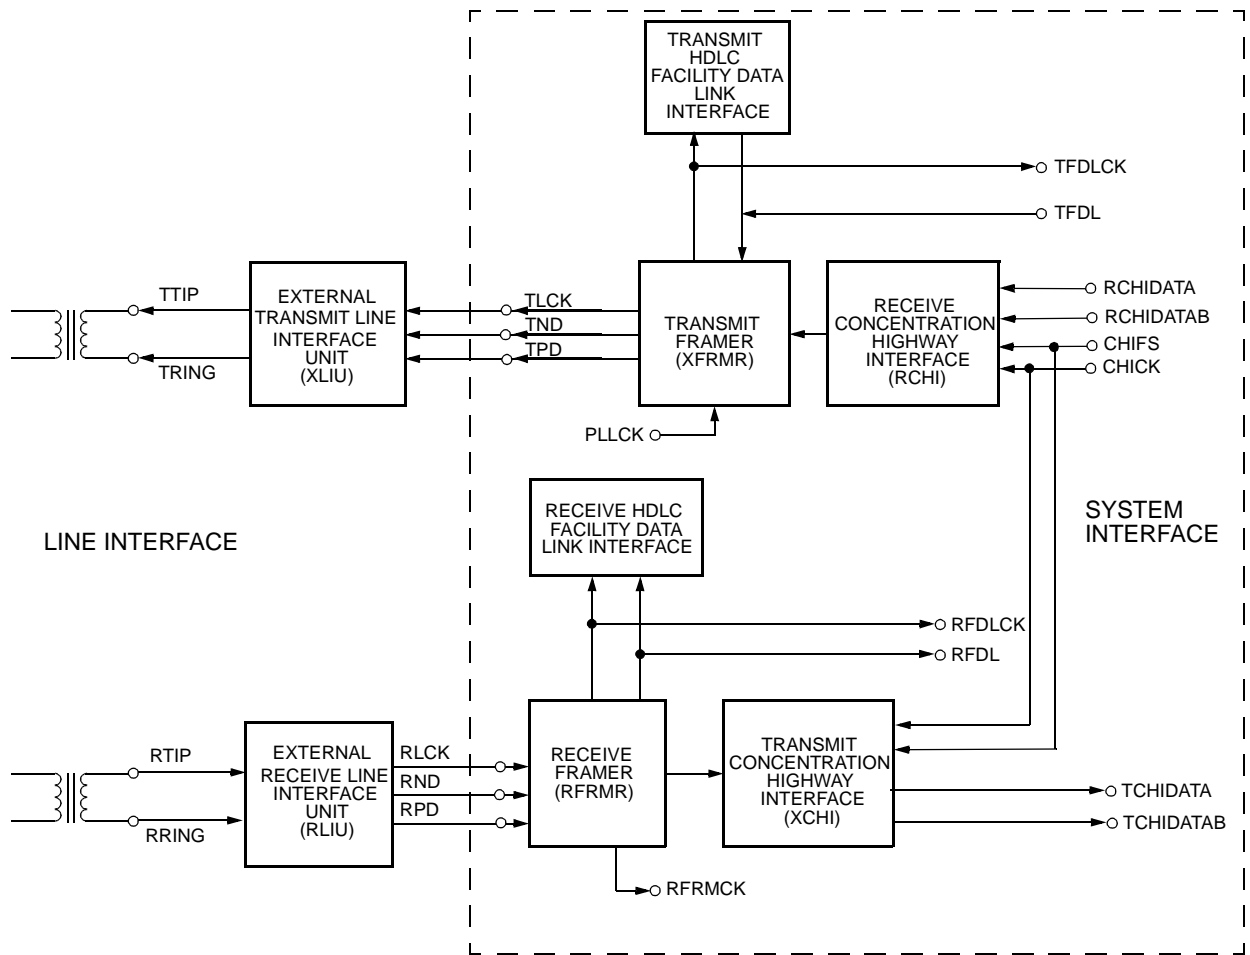 TRANSMIT
HDLC
FACILITY DATA
LINK
INTERFACE
TFDLCK
TFDL
TTIP
TRING
EXTERNAL
TRANSMIT LINE
INTERFACE
UNIT
(XLIU)
TLCK
TND
TPD
TRANSMIT
FRAMER
(XFRMR)
RECEIVE
CONCENTRATION
HIGHWAY
INTERFACE
(RCHI)
RCHIDATA
RCHIDATAB
CHIFS
CHICK
PLLCK
LINE INTERFACE
RECEIVE HDLC
FACILITY DATA
LINK INTERFACE
SYSTEM
INTERFACE
RFDLCK
RFDL
RTIP
RRING
EXTERNAL
RECEIVE LINE
INTERFACE
UNIT
(RLIU)
RLCK
RND
RPD
RECEIVE
FRAMER
(RFRMR)
TRANSMIT
CONCENTRATION
HIGHWAY
INTERFACE
(XCHI)
TCHIDATA
TCHIDATAB
RFRMCK